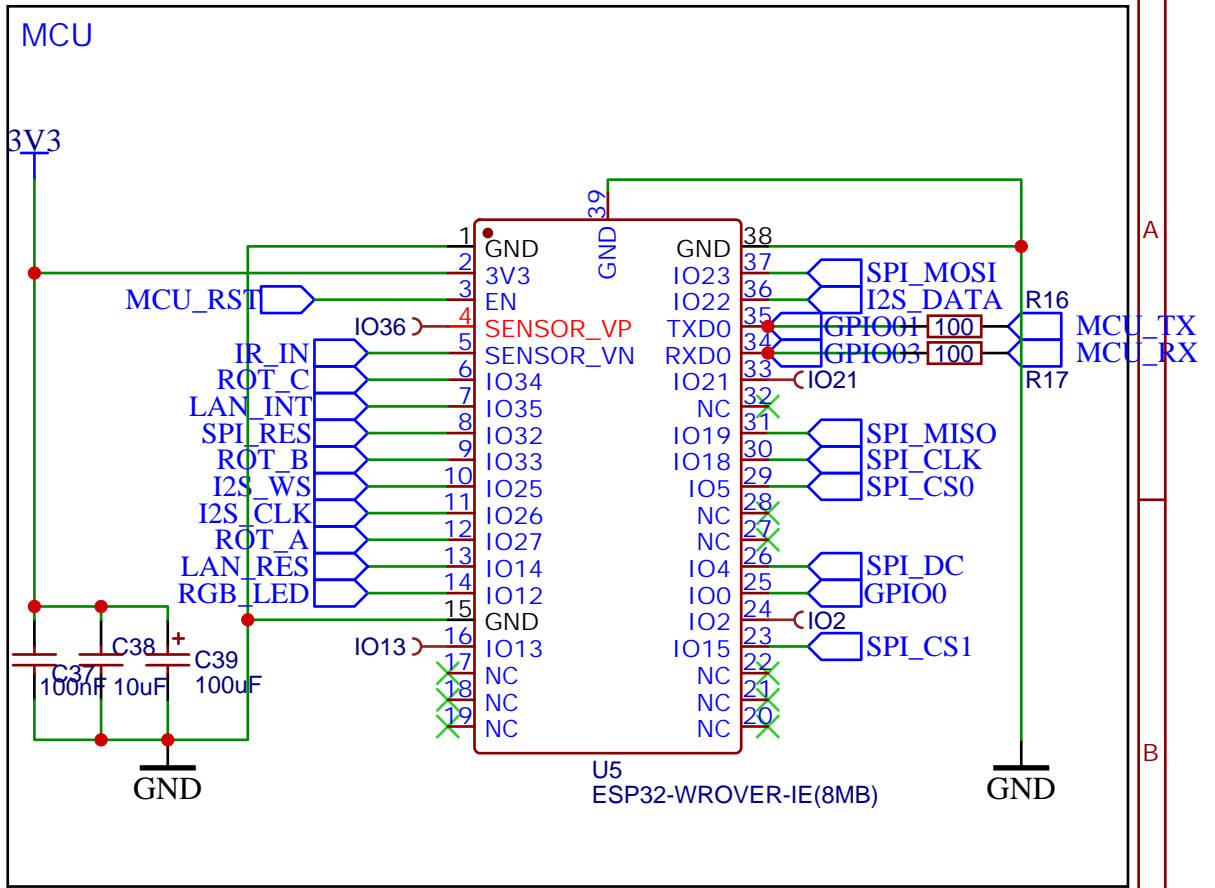 MCU
3V3
39
1 GND GND GND 38
2 3V3 IO23 37 SPI_MOSI
MCU_RST 3 EN IO22 36 I2S_DATA R16
IO36 4 SENSOR_VP TXD0 35 GPIO01 100 MCU_TX
IR_IN 5 SENSOR_VN RXD0 34 GPIO03 100 MCU_RX
ROT_C 6 IO34 IO21 33 IO21 R17
LAN_INT 7 IO35 NC 32
SPI_RES 8 IO32 IO19 31 SPI_MISO
ROT_B 9 IO33 IO18 30 SPI_CLK
I2S_WS 10 IO25 IO5 29 SPI_CS0
I2S_CLK 11 IO26 NC 28
ROT_A 12 IO27 NC 27
LAN_RES 13 IO14 IO4 26 SPI_DC
RGB_LED 14 IO12 IO0 25 GPIO0
15 GND IO2 24 IO2
IO13 16 IO13 IO15 23 SPI_CS1
17 NC NC 22
18 NC NC 21
19 NC NC 20
C37 C38 + C39
100nF 10uF 100uF
GND
U5
ESP32-WROVER-IE(8MB)
GND
A
B